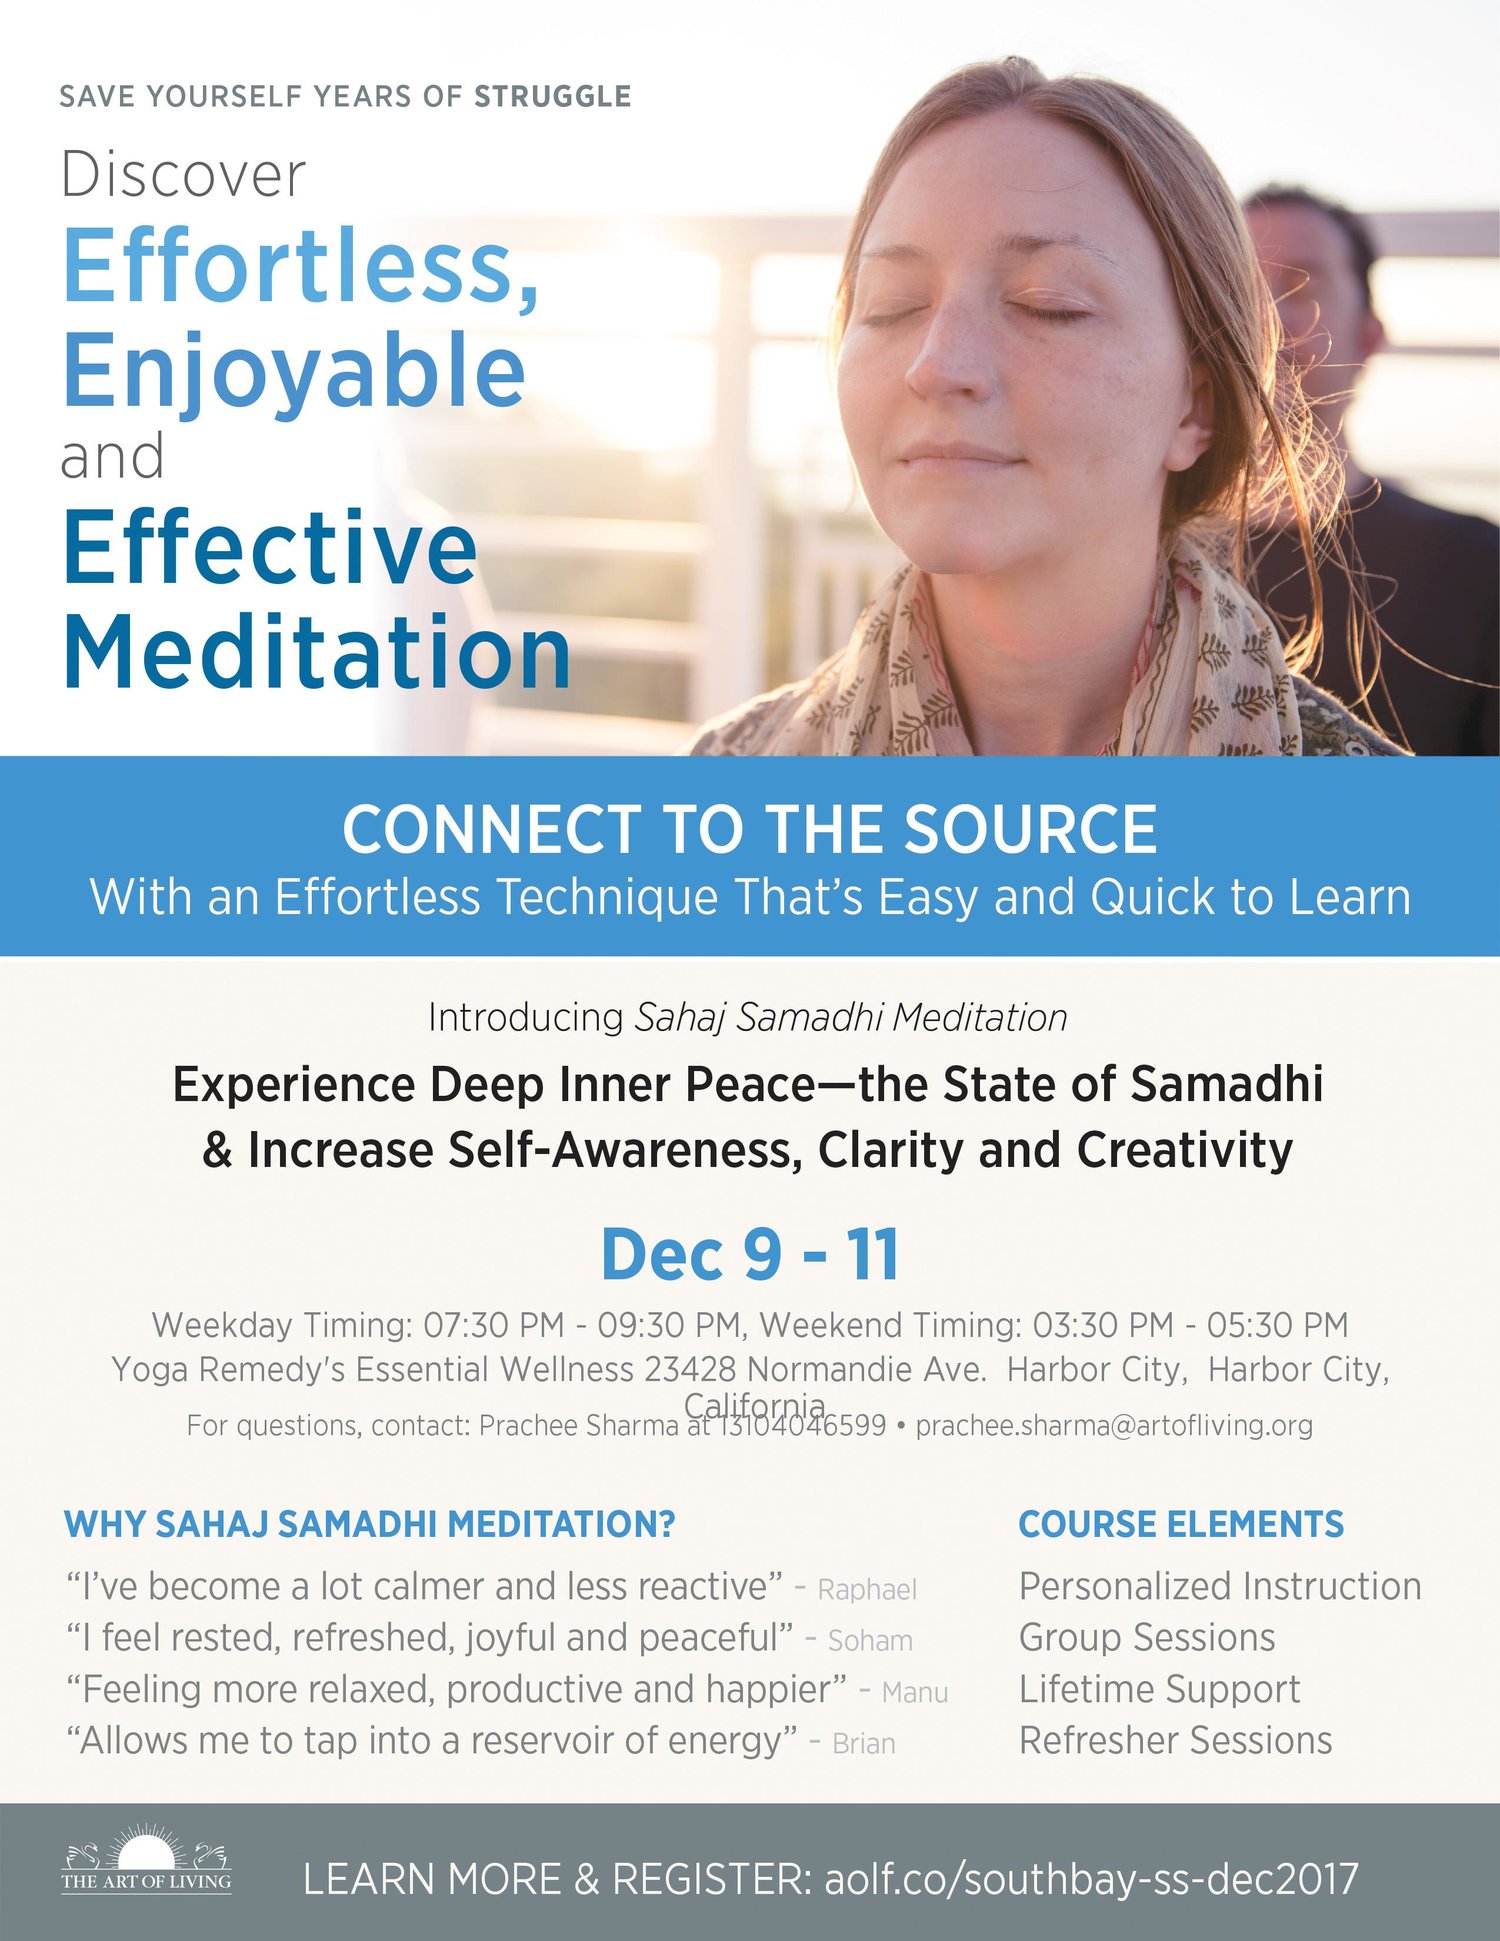 SAVE YOURSELF YEARS OF STRUGGLE
Discover
Effortless,
Enjoyable
and
Effective
Meditation
CONNECT TO THE SOURCE
With an Effortless Technique That's Easy and Quick to Learn
Introducing Sahaj Samadhi Meditation
Experience Deep Inner Peace—the State of Samadhi
& Increase Self-Awareness, Clarity and Creativity
Dec 9 - 11
Weekday Timing: 07:30 PM - 09:30 PM, Weekend Timing: 03:30 PM - 05:30 PM
Yoga Remedy's Essential Wellness 23428 Normandie Ave.  Harbor City,  Harbor City,
California
For questions, contact: Prachee Sharma at 13104046599 • prachee.sharma@artofliving.org
WHY SAHAJ SAMADHI MEDITATION?
“I’ve become a lot calmer and less reactive” - Raphael
“I feel rested, refreshed, joyful and peaceful” - Soham
“Feeling more relaxed, productive and happier” - Manu
“Allows me to tap into a reservoir of energy” - Brian
COURSE ELEMENTS
Personalized Instruction
Group Sessions
Lifetime Support
Refresher Sessions
THE ART OF LIVING
LEARN MORE & REGISTER: aolf.co/southbay-ss-dec2017